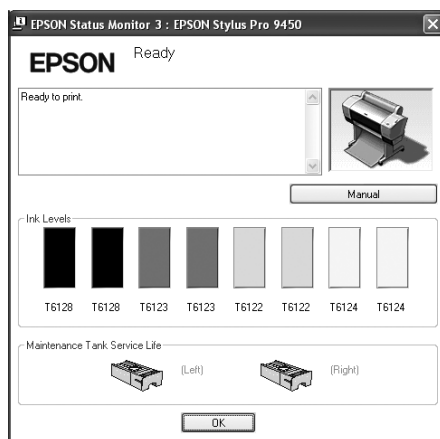 EPSON Status Monitor 3 : EPSON Stylus Pro 9450
EPSON
Ready
Ready to print.
Manual
Ink Levels
T6128 T6128 T6123 T6123 T6122 T6122 T6124 T6124
Maintenance Tank Service Life
(Left) (Right)
OK